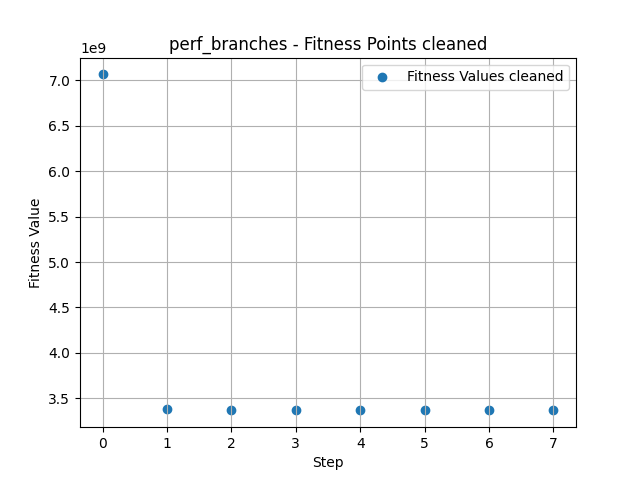 perf_branches - Fitness Points cleaned
1e9
Fitness Values cleaned
7.0
6.5
6.0
5.5
5.0
4.5
4.0
3.5
Fitness Value
0 1 2 3 4 5 6 7
Step